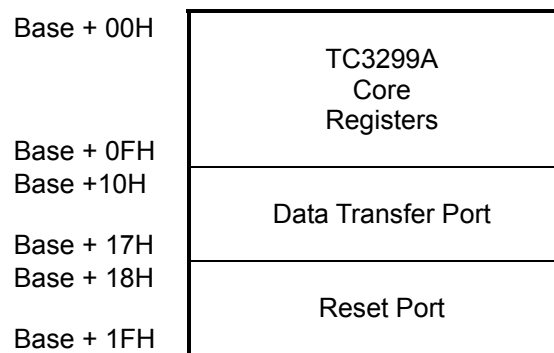 Base + 00H
TC3299A
Core
Registers
Base + 0FH
Base +10H
Data Transfer Port
Base + 17H
Base + 18H
Reset Port
Base + 1FH